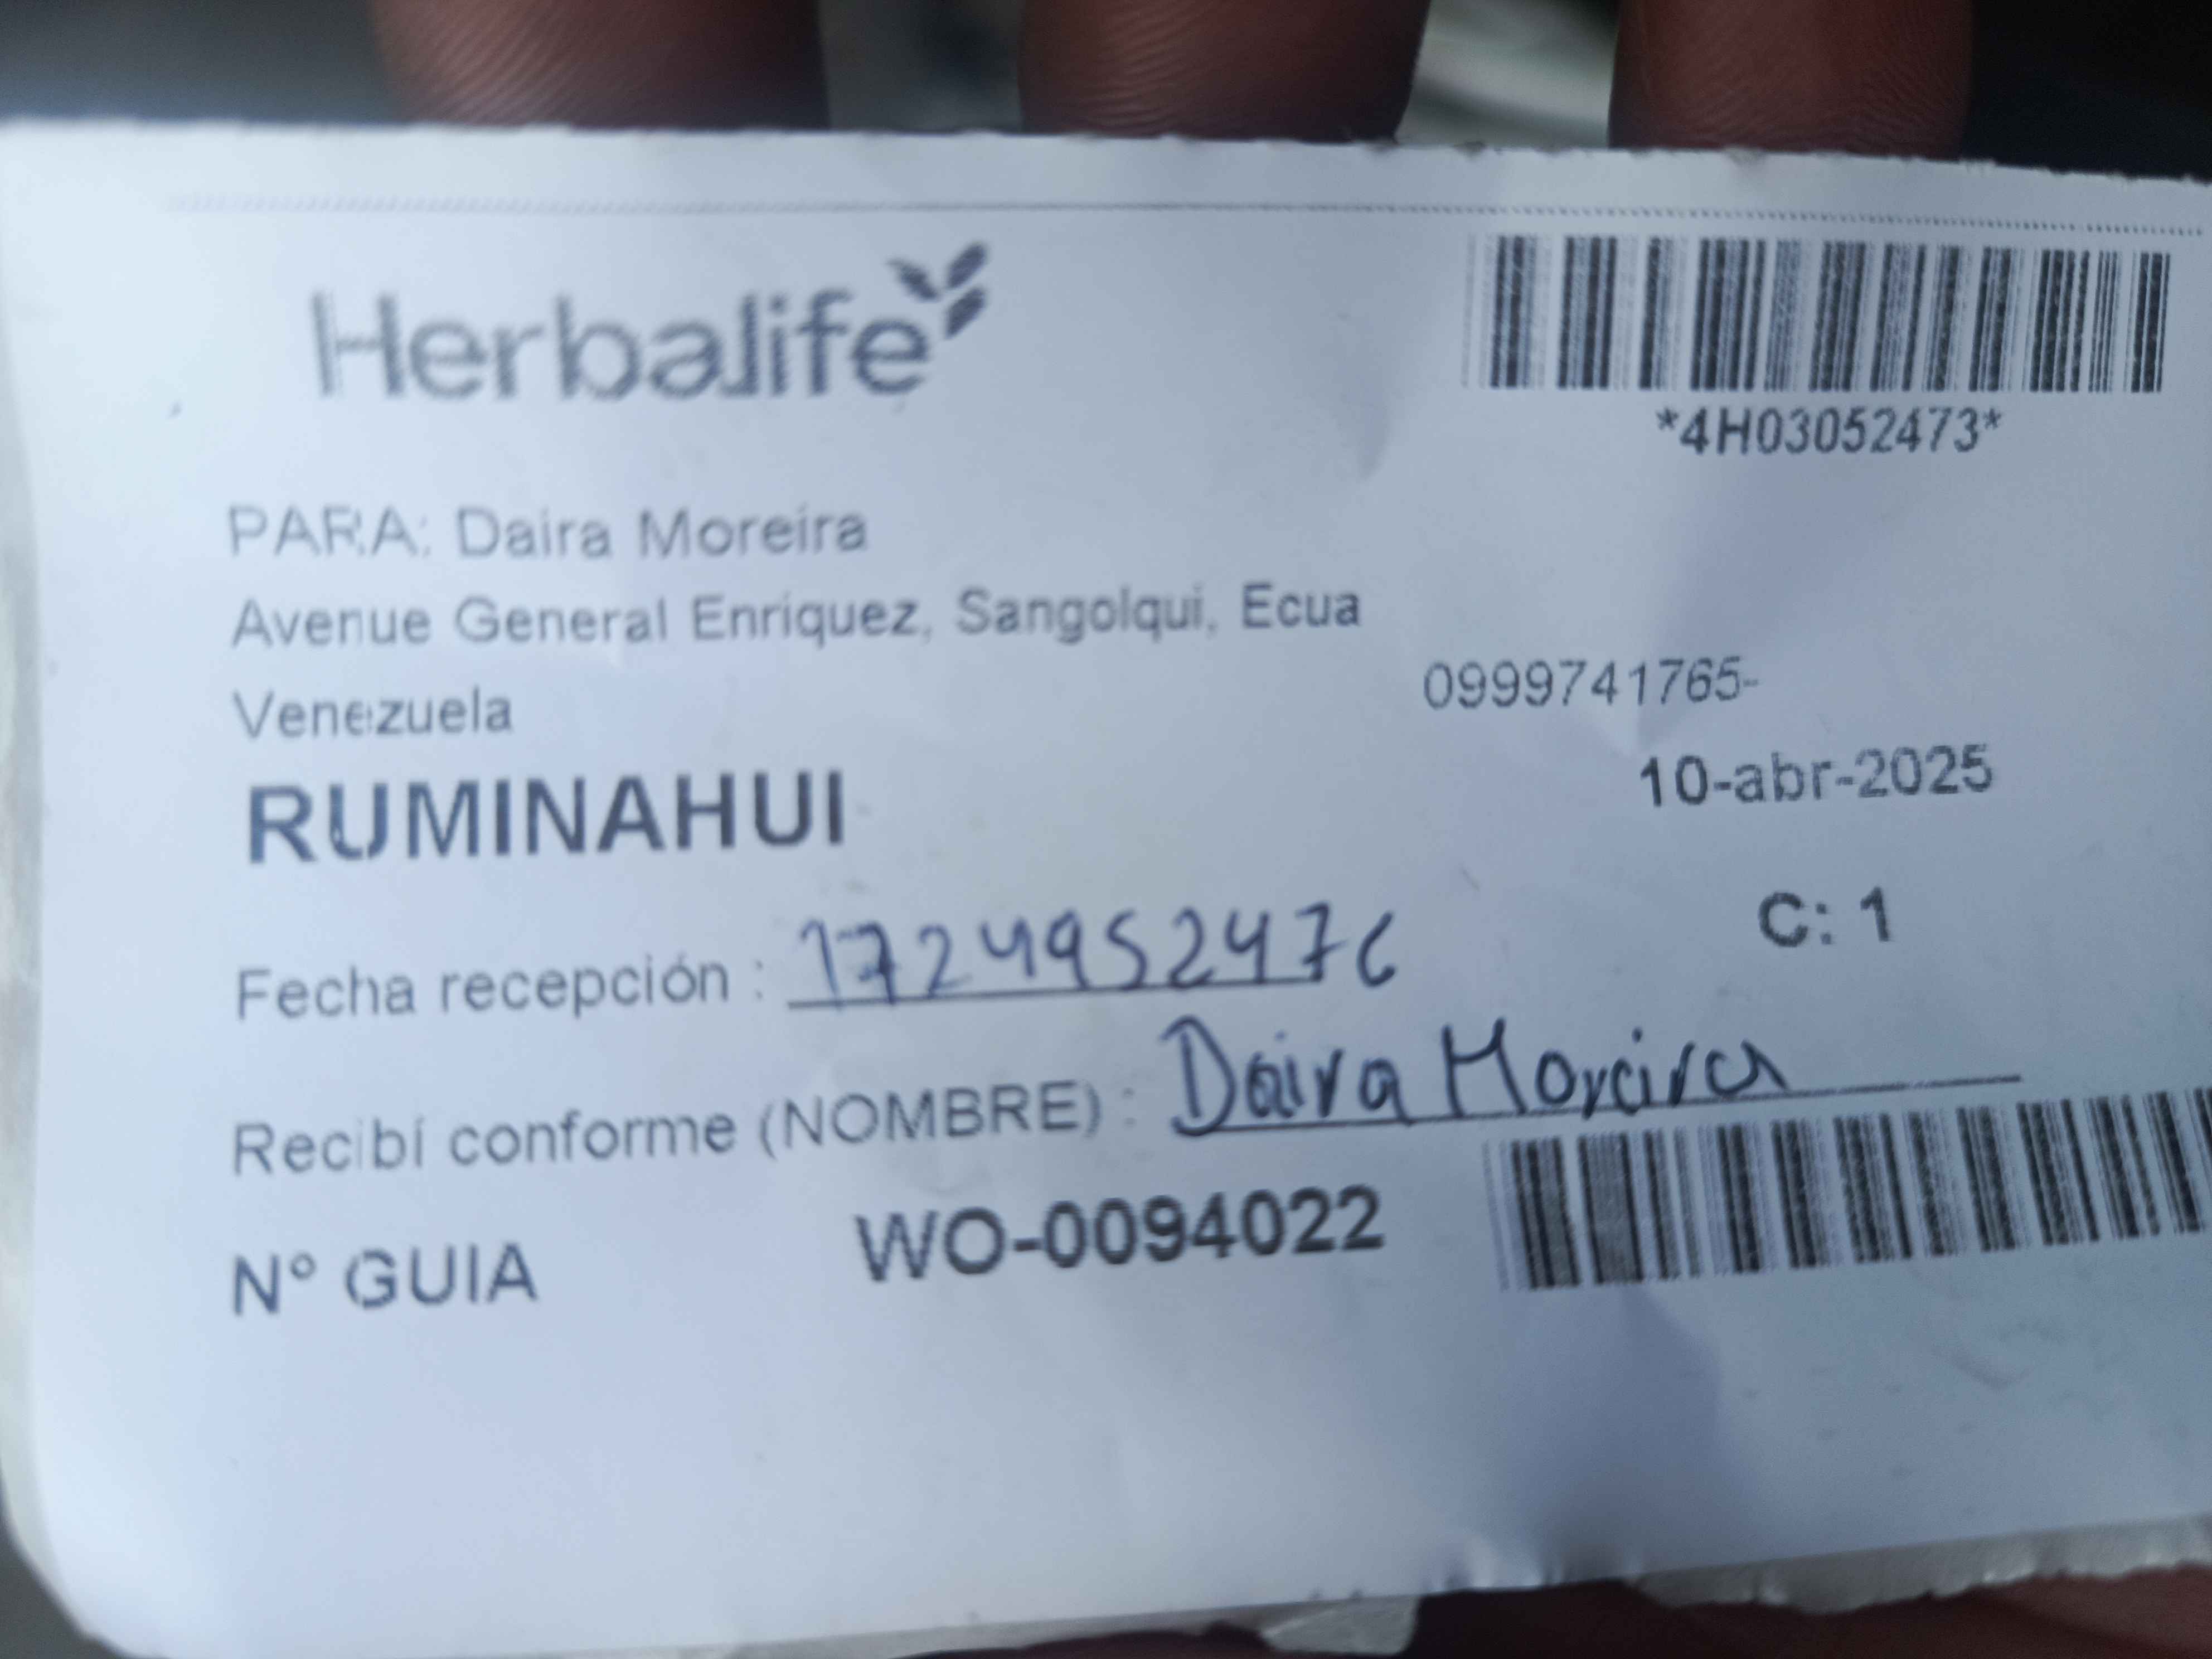 Herbalife
*4H03052473*
PARA: Daira Moreira
Avenue General Enriquez, Sangolqui, Ecua
Venezuela
0999741765-
RUMINAHUI
10-abr-2025
C: 1
Fecha recepción : 1724952476
Recibí conforme (NOMBRE) : Daira Moreira
N° GUIA WO-0094022